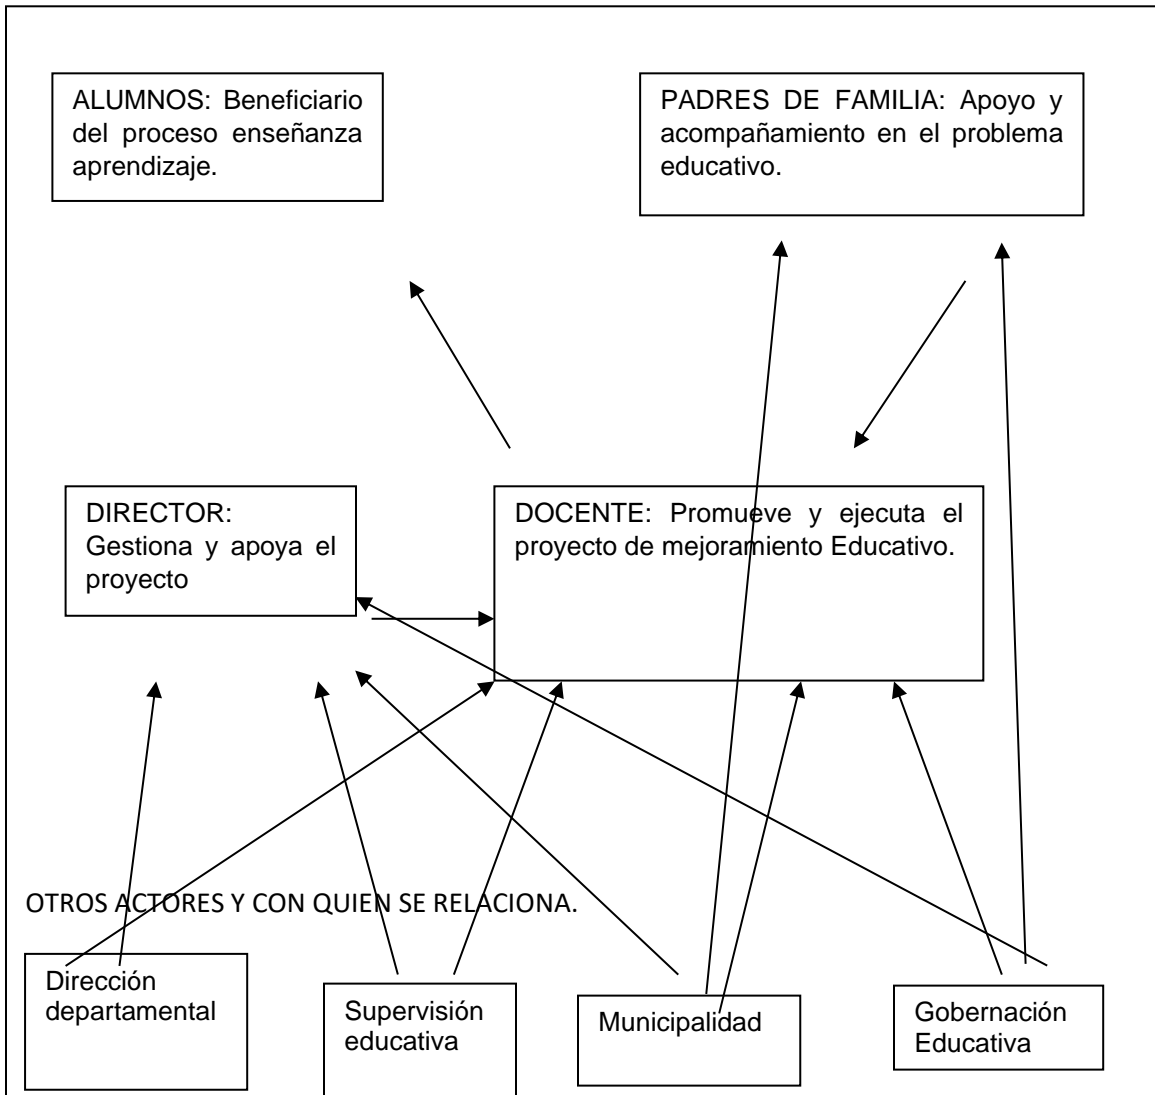 ALUMNOS: Beneficiario
del proceso enseñanza
aprendizaje.
PADRES DE FAMILIA: Apoyo y
acompañamiento en el problema
educativo.
DIRECTOR:
Gestiona y apoya el
proyecto
DOCENTE: Promueve y ejecuta el
proyecto de mejoramiento Educativo.
OTROS ACTORES Y CON QUIEN SE RELACIONA.
Dirección
departamental
Supervisión
educativa
Municipalidad
Gobernación
Educativa